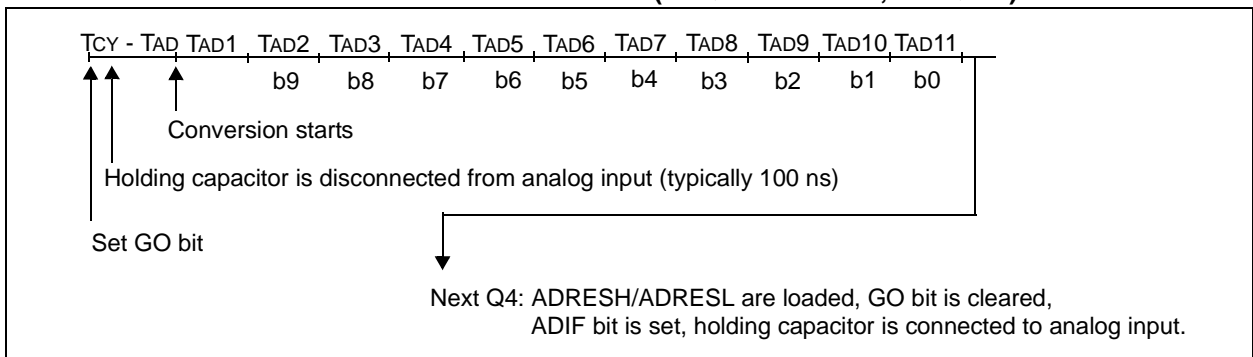 TCY - TAD TAD1 TAD2 TAD3 TAD4 TAD5 TAD6 TAD7 TAD8 TAD9 TAD10 TAD11
b9 b8 b7 b6 b5 b4 b3 b2 b1 b0
Conversion starts
Holding capacitor is disconnected from analog input (typically 100 ns)
Set GO bit
Next Q4: ADRESH/ADRESL are loaded, GO bit is cleared,
ADIF bit is set, holding capacitor is connected to analog input.